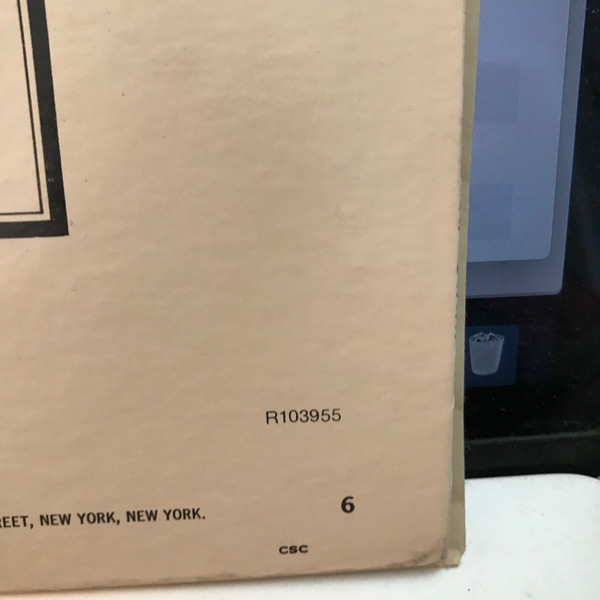 R103955
REET, NEW YORK, NEW YORK.
6
CSC